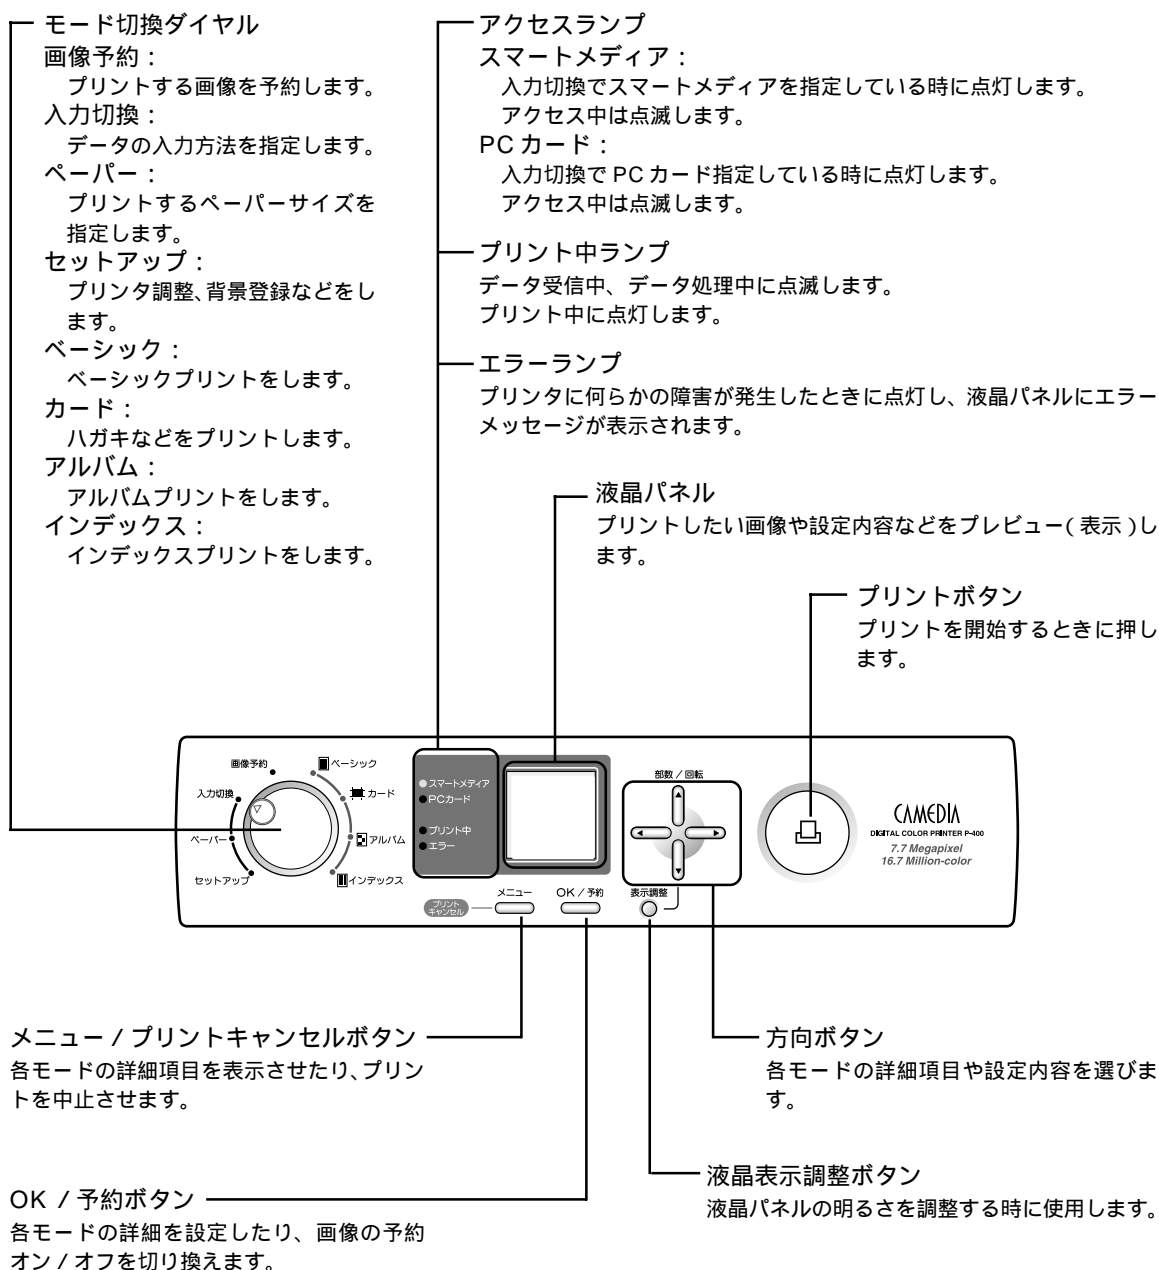 モード切換ダイヤル
画像予約：
プリントする画像を予約します。
入力切換：
データの入力方法を指定します。
ペーパー：
プリントするペーパーサイズを
指定します。
セットアップ：
プリンタ調整、背景登録などをし
ます。
ベーシック：
ベーシックプリントをします。
カード：
ハガキなどをプリントします。
アルバム：
アルバムプリントをします。
インデックス：
インデックスプリントをします。
アクセスランプ
スマートメディア：
入力切換でスマートメディアを指定している時に点灯します。
アクセス中は点滅します。
PC カード：
入力切換で PC カード指定している時に点灯します。
アクセス中は点滅します。
プリント中ランプ
データ受信中、データ処理中に点滅します。
プリント中に点灯します。
エラーランプ
プリンタに何らかの障害が発生したときに点灯し、液晶パネルにエラー
メッセージが表示されます。
液晶パネル
プリントしたい画像や設定内容などをプレビュー( 表示 )し
ます。
プリントボタン
プリントを開始するときに押し
ます。
画像予約
入力切換
ペーパー
セットアップ
ベーシック
カード
アルバム
インデックス
スマートメディア
PCカード
プリント中
エラー
プリント
キャンセル
メニュー
OK / 予約
部数 / 回転
表示調整
CAMEDIA
DIGITAL COLOR PRINTER P-400
7.7 Megapixel
16.7 Million-color
メニュー / プリントキャンセルボタン
各モードの詳細項目を表示させたり、プリン
トを中止させます。
方向ボタン
各モードの詳細項目や設定内容を選びま
す。
OK / 予約ボタン
各モードの詳細を設定したり、画像の予約
オン / オフを切り換えます。
液晶表示調整ボタン
液晶パネルの明るさを調整する時に使用します。